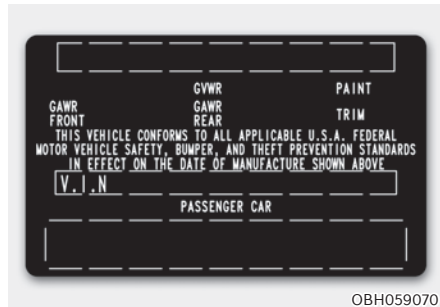 GVWR PAINT
GAWR FRONT GAWR REAR TRIM
THIS VEHICLE CONFORMS TO ALL APPLICABLE U.S.A. FEDERAL
MOTOR VEHICLE SAFETY, BUMPER, AND THEFT PREVENTION STANDARDS
IN EFFECT ON THE DATE OF MANUFACTURE SHOWN ABOVE
V.I.N
PASSENGER CAR
OBH059070